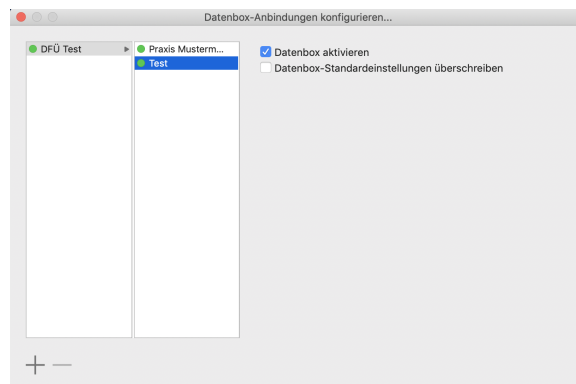 Datenbox-Anbindungen konfigurieren...
DFÜ Test
Praxis Musterm...
Test
Datenbox aktivieren
Datenbox-Standardeinstellungen überschreiben